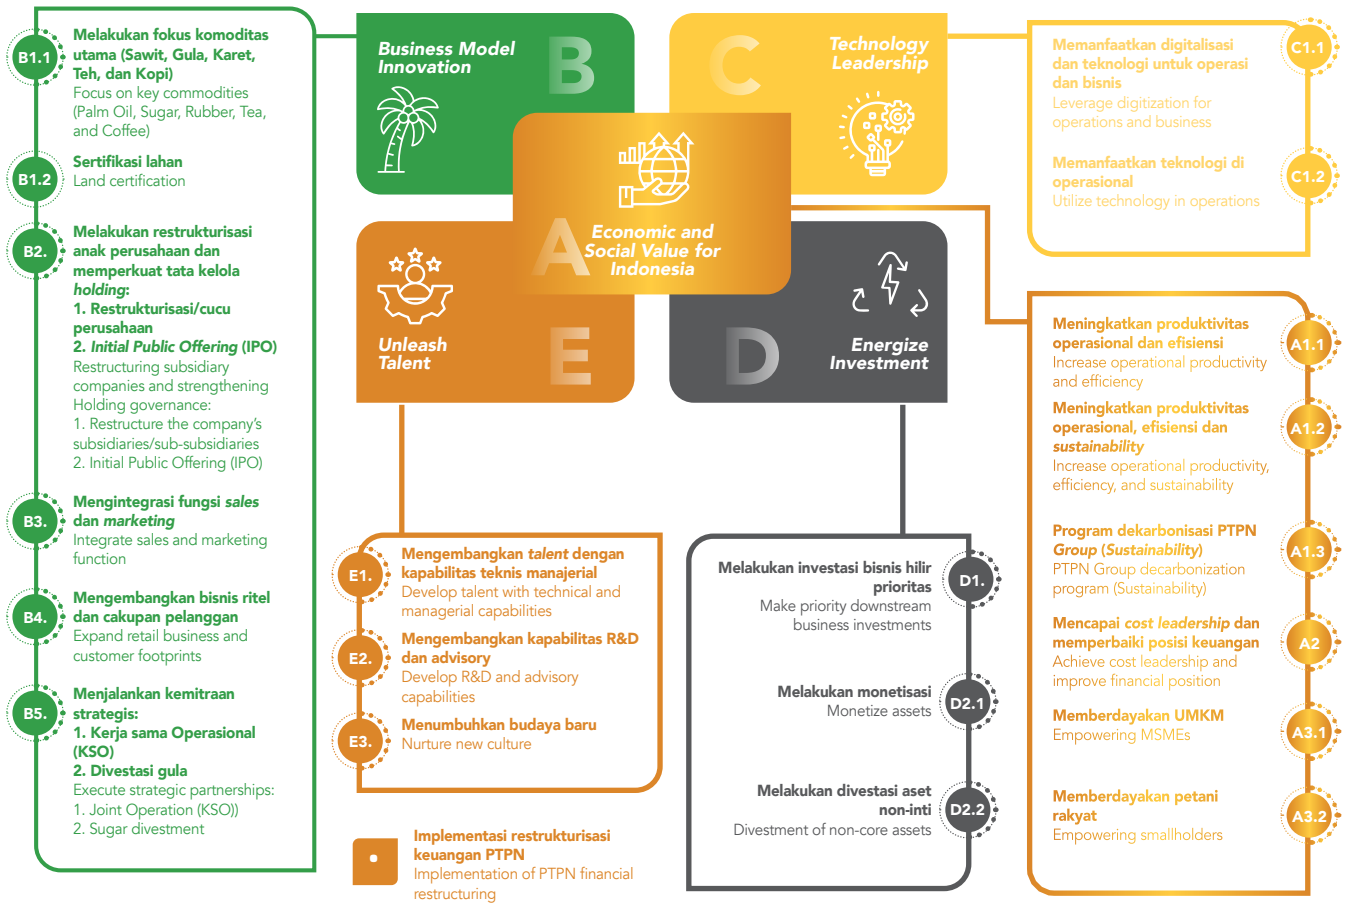 B1.1
Melakukan fokus komoditas
utama (Sawit, Gula, Karet,
Teh, dan Kopi)
Focus on key commodities
(Palm Oil, Sugar, Rubber, Tea,
and Coffee)
B1.2
Sertifikasi lahan
Land certification
B2.
Melakukan restrukturisasi
anak perusahaan dan
memperkuat tata kelola
holding:
1. Restrukturisasi/cucu
perusahaan
2. Initial Public Offering (IPO)
Restructuring subsidiary
companies and strengthening
Holding governance:
1. Restructure the company's
subsidiaries/sub-subsidiaries
2. Initial Public Offering (IPO)
B3.
Mengintegrasi fungsi sales
dan marketing
Integrate sales and marketing
function
B4.
Mengembangkan bisnis ritel
dan cakupan pelanggan
Expand retail business and
customer footprints
B5.
Menjalankan kemitraan
strategis:
1. Kerja sama Operasional
(KSO)
2. Divestasi gula
Execute strategic partnerships:
1. Joint Operation (KSO))
2. Sugar divestment
Business Model
Innovation
B
C
Technology
Leadership
A
Economic and
Social Value for
Indonesia
Unleash
Talent
E
D
Energize
Investment
C1.1
Memanfaatkan digitalisasi
dan teknologi untuk operasi
dan bisnis
Leverage digitization for
operations and business
C1.2
Memanfaatkan teknologi di
operasional
Utilize technology in operations
A1.1
Meningkatkan produktivitas
operasional dan efisiensi
Increase operational productivity
and efficiency
A1.2
Meningkatkan produktivitas
operasional, efisiensi dan
sustainability
Increase operational productivity,
efficiency, and sustainability
A1.3
Program dekarbonisasi PTPN
Group (Sustainability)
PTPN Group decarbonization
program (Sustainability)
A2
Mencapai cost leadership dan
memperbaiki posisi keuangan
Achieve cost leadership and
improve financial position
A3.1
Memberdayakan UMKM
Empowering MSMEs
A3.2
Memberdayakan petani
rakyat
Empowering smallholders
E1.
Mengembangkan talent dengan
kapabilitas teknis manajerial
Develop talent with technical and
managerial capabilities
E2.
Mengembangkan kapabilitas R&D
dan advisory
Develop R&D and advisory
capabilities
E3.
Menumbuhkan budaya baru
Nurture new culture
D1.
Melakukan investasi bisnis hilir
prioritas
Make priority downstream
business investments
D2.1
Melakukan monetisasi
Monetize assets
D2.2
Melakukan divestasi aset
non-inti
Divestment of non-core assets
Implementasi restrukturisasi
keuangan PTPN
Implementation of PTPN financial
restructuring